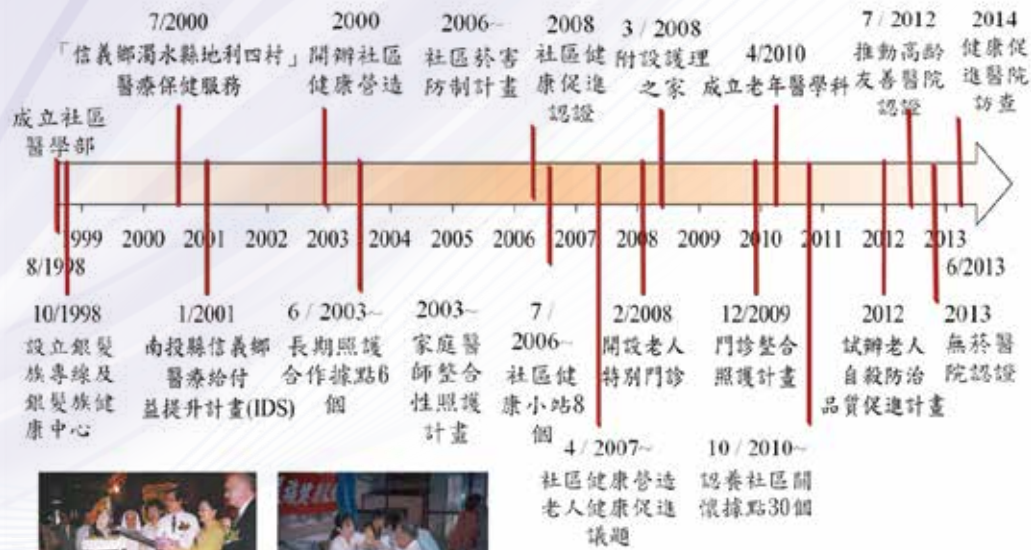 7/2000
「信義鄉濁水縣地利四村」
醫療保健服務
2000
開辦社區
健康營造
2006~
社區菸害
防制計畫
2008
社區健
康促進
認證
3 / 2008
附設護理
之家
4/2010
成立老年醫學科
7 / 2012
推動高齡
友善醫院
認證
2014
健康促
進醫院
訪查
成立社區
醫學部
1999 2000 2001 2002 2003 2004 2005 2006 2007 2008 2009 2010 2011 2012 2013
8/1998
6/2013
10/1998
設立銀髮
族專線及
銀髮族健
康中心
1/2001
南投縣信義鄉
醫療給付
益提升計畫(IDS)
6 / 2003~
長期照護
合作據點6
個
2003~
家庭醫
師整合
性照護
計畫
7 /
2006~
社區健
康小站8
個
2/2008
開設老人
特別門診
12/2009
門診整合
照護計畫
2012
試辦老人
自殺防治
品質促進計畫
2013
無菸醫
院認證
4 / 2007~
社區健康營造
老人健康促進
議題
10 / 2010~
認養社區關
懷據點30個